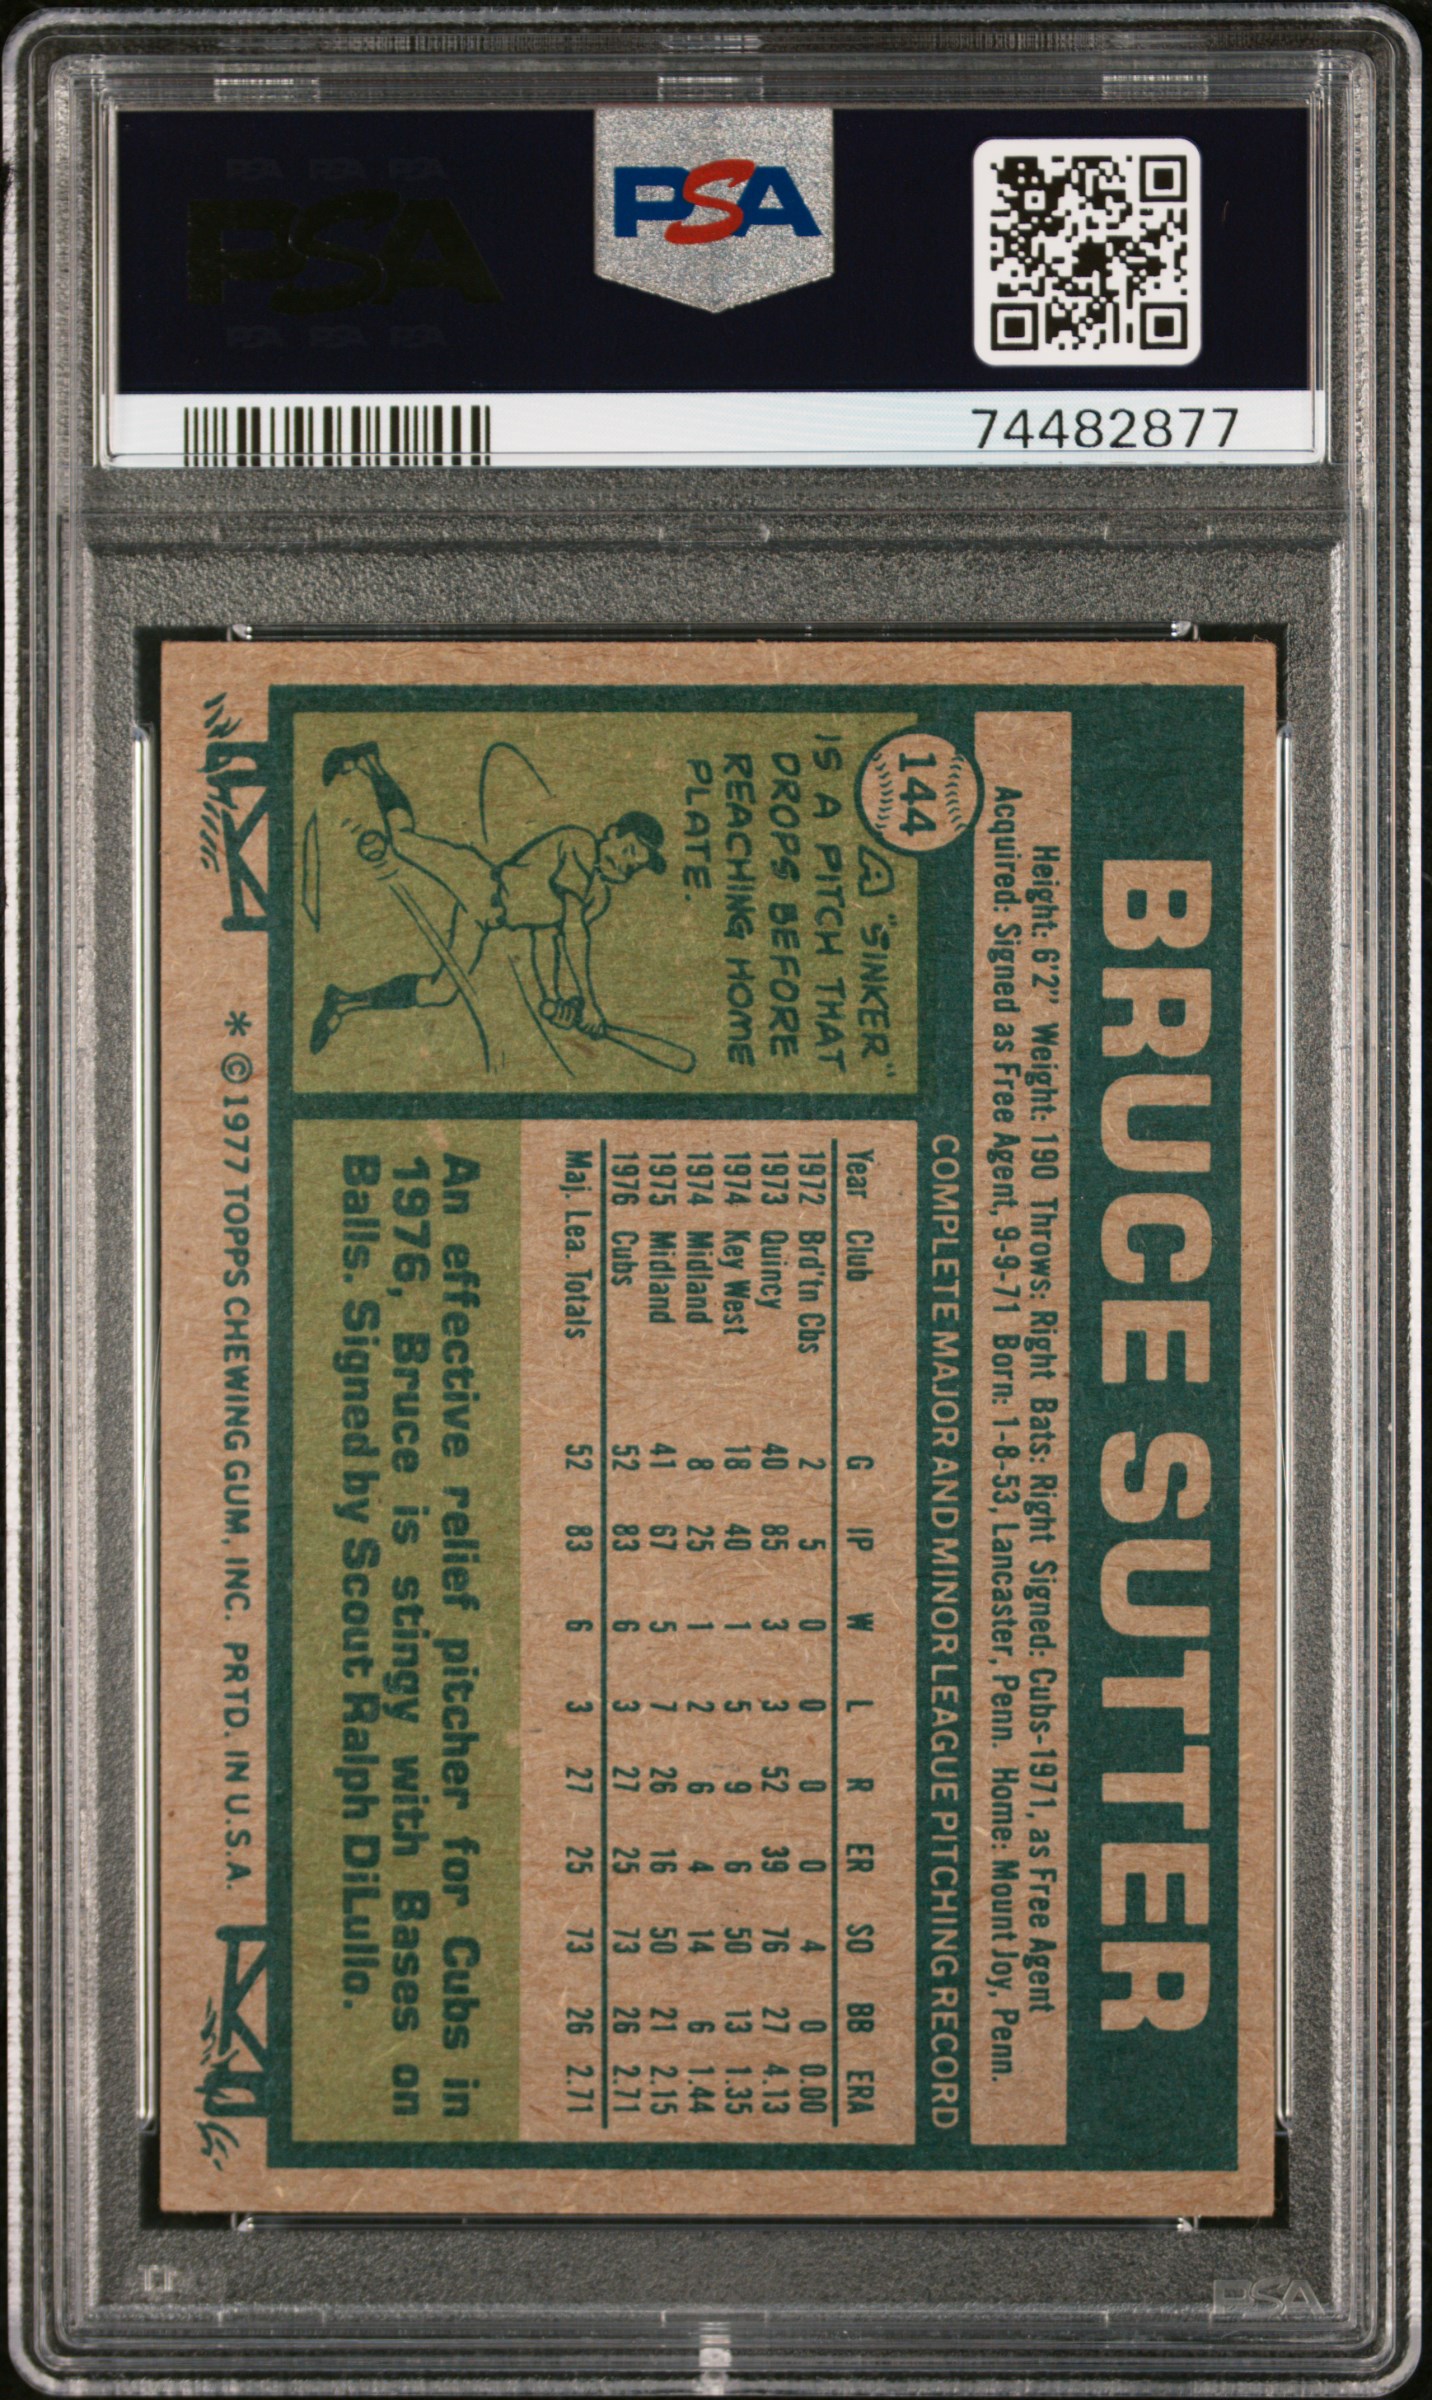 PSA PSA PSA
PSA
PSA PSA PSA
PSA
74482877
BRUCE SUTTER
Height: 6'2" Weight: 190 Throws: Right Bats: Right Signed: Cubs-1971, as Free Agent
Acquired: Signed as Free Agent, 9-9-71 Born: 1-8-53, Lancaster, Penn. Home: Mount Joy, Penn.
144
A "SINKER"
IS A PITCH THAT
DROPS BEFORE
REACHING HOME
PLATE.
COMPLETE MAJOR AND MINOR LEAGUE PITCHING RECORD
Year Club G IP W L R ER SO BB ERA
1972 Brd'tn Cbs 2 5 0 0 0 0 4 0 0.00
1973 Quincy 40 85 3 3 52 39 76 27 4.13
1974 Key West 18 40 1 5 9 6 50 13 1.35
1974 Midland 8 25 1 2 6 4 14 6 1.44
1975 Midland 41 67 5 7 26 16 50 21 2.15
1976 Cubs 52 83 6 3 27 25 73 26 2.71
Maj. Lea. Totals 52 83 6 3 27 25 73 26 2.71
An effective relief pitcher for Cubs in
1976, Bruce is stingy with Bases on
Balls. Signed by Scout Ralph DiLullo.
* © 1977 TOPPS CHEWING GUM, INC. PRTD. IN U.S.A.
PSA